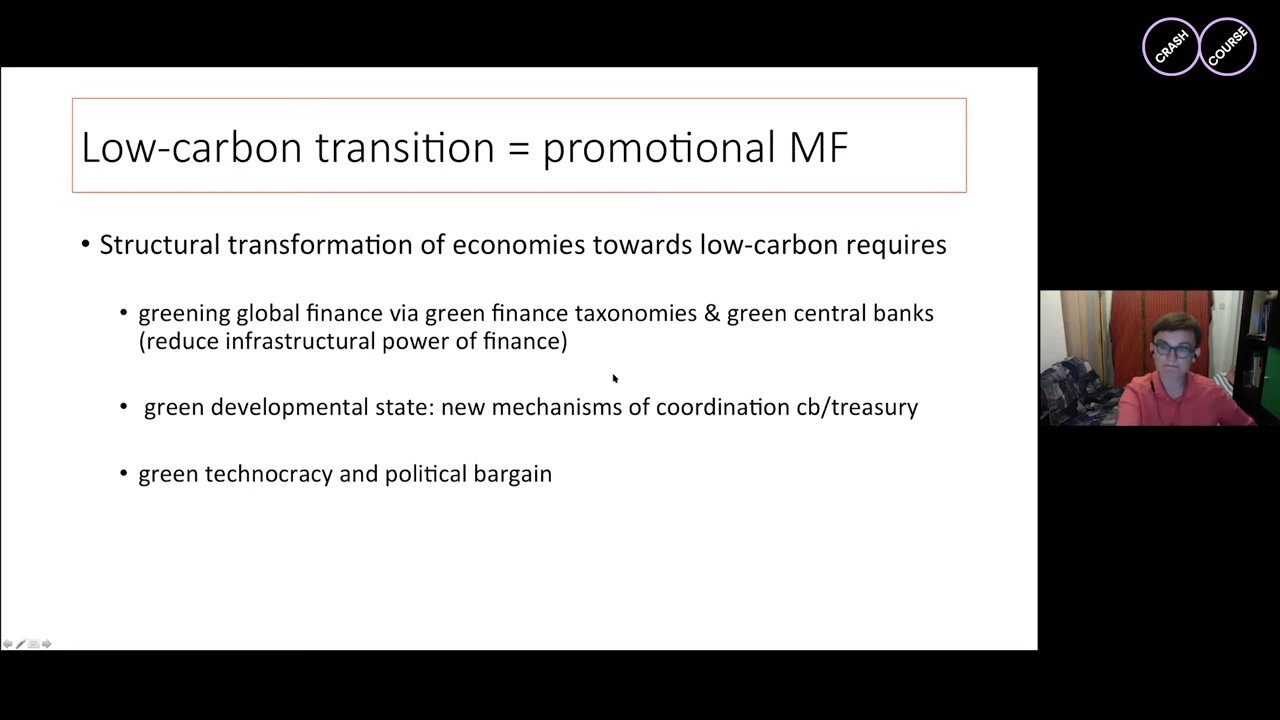 CRASH COURSE
Low-carbon transition = promotional MF
• Structural transformation of economies towards low-carbon requires
• greening global finance via green finance taxonomies & green central banks
(reduce infrastructural power of finance)
• green developmental state: new mechanisms of coordination cb/treasury
• green technocracy and political bargain